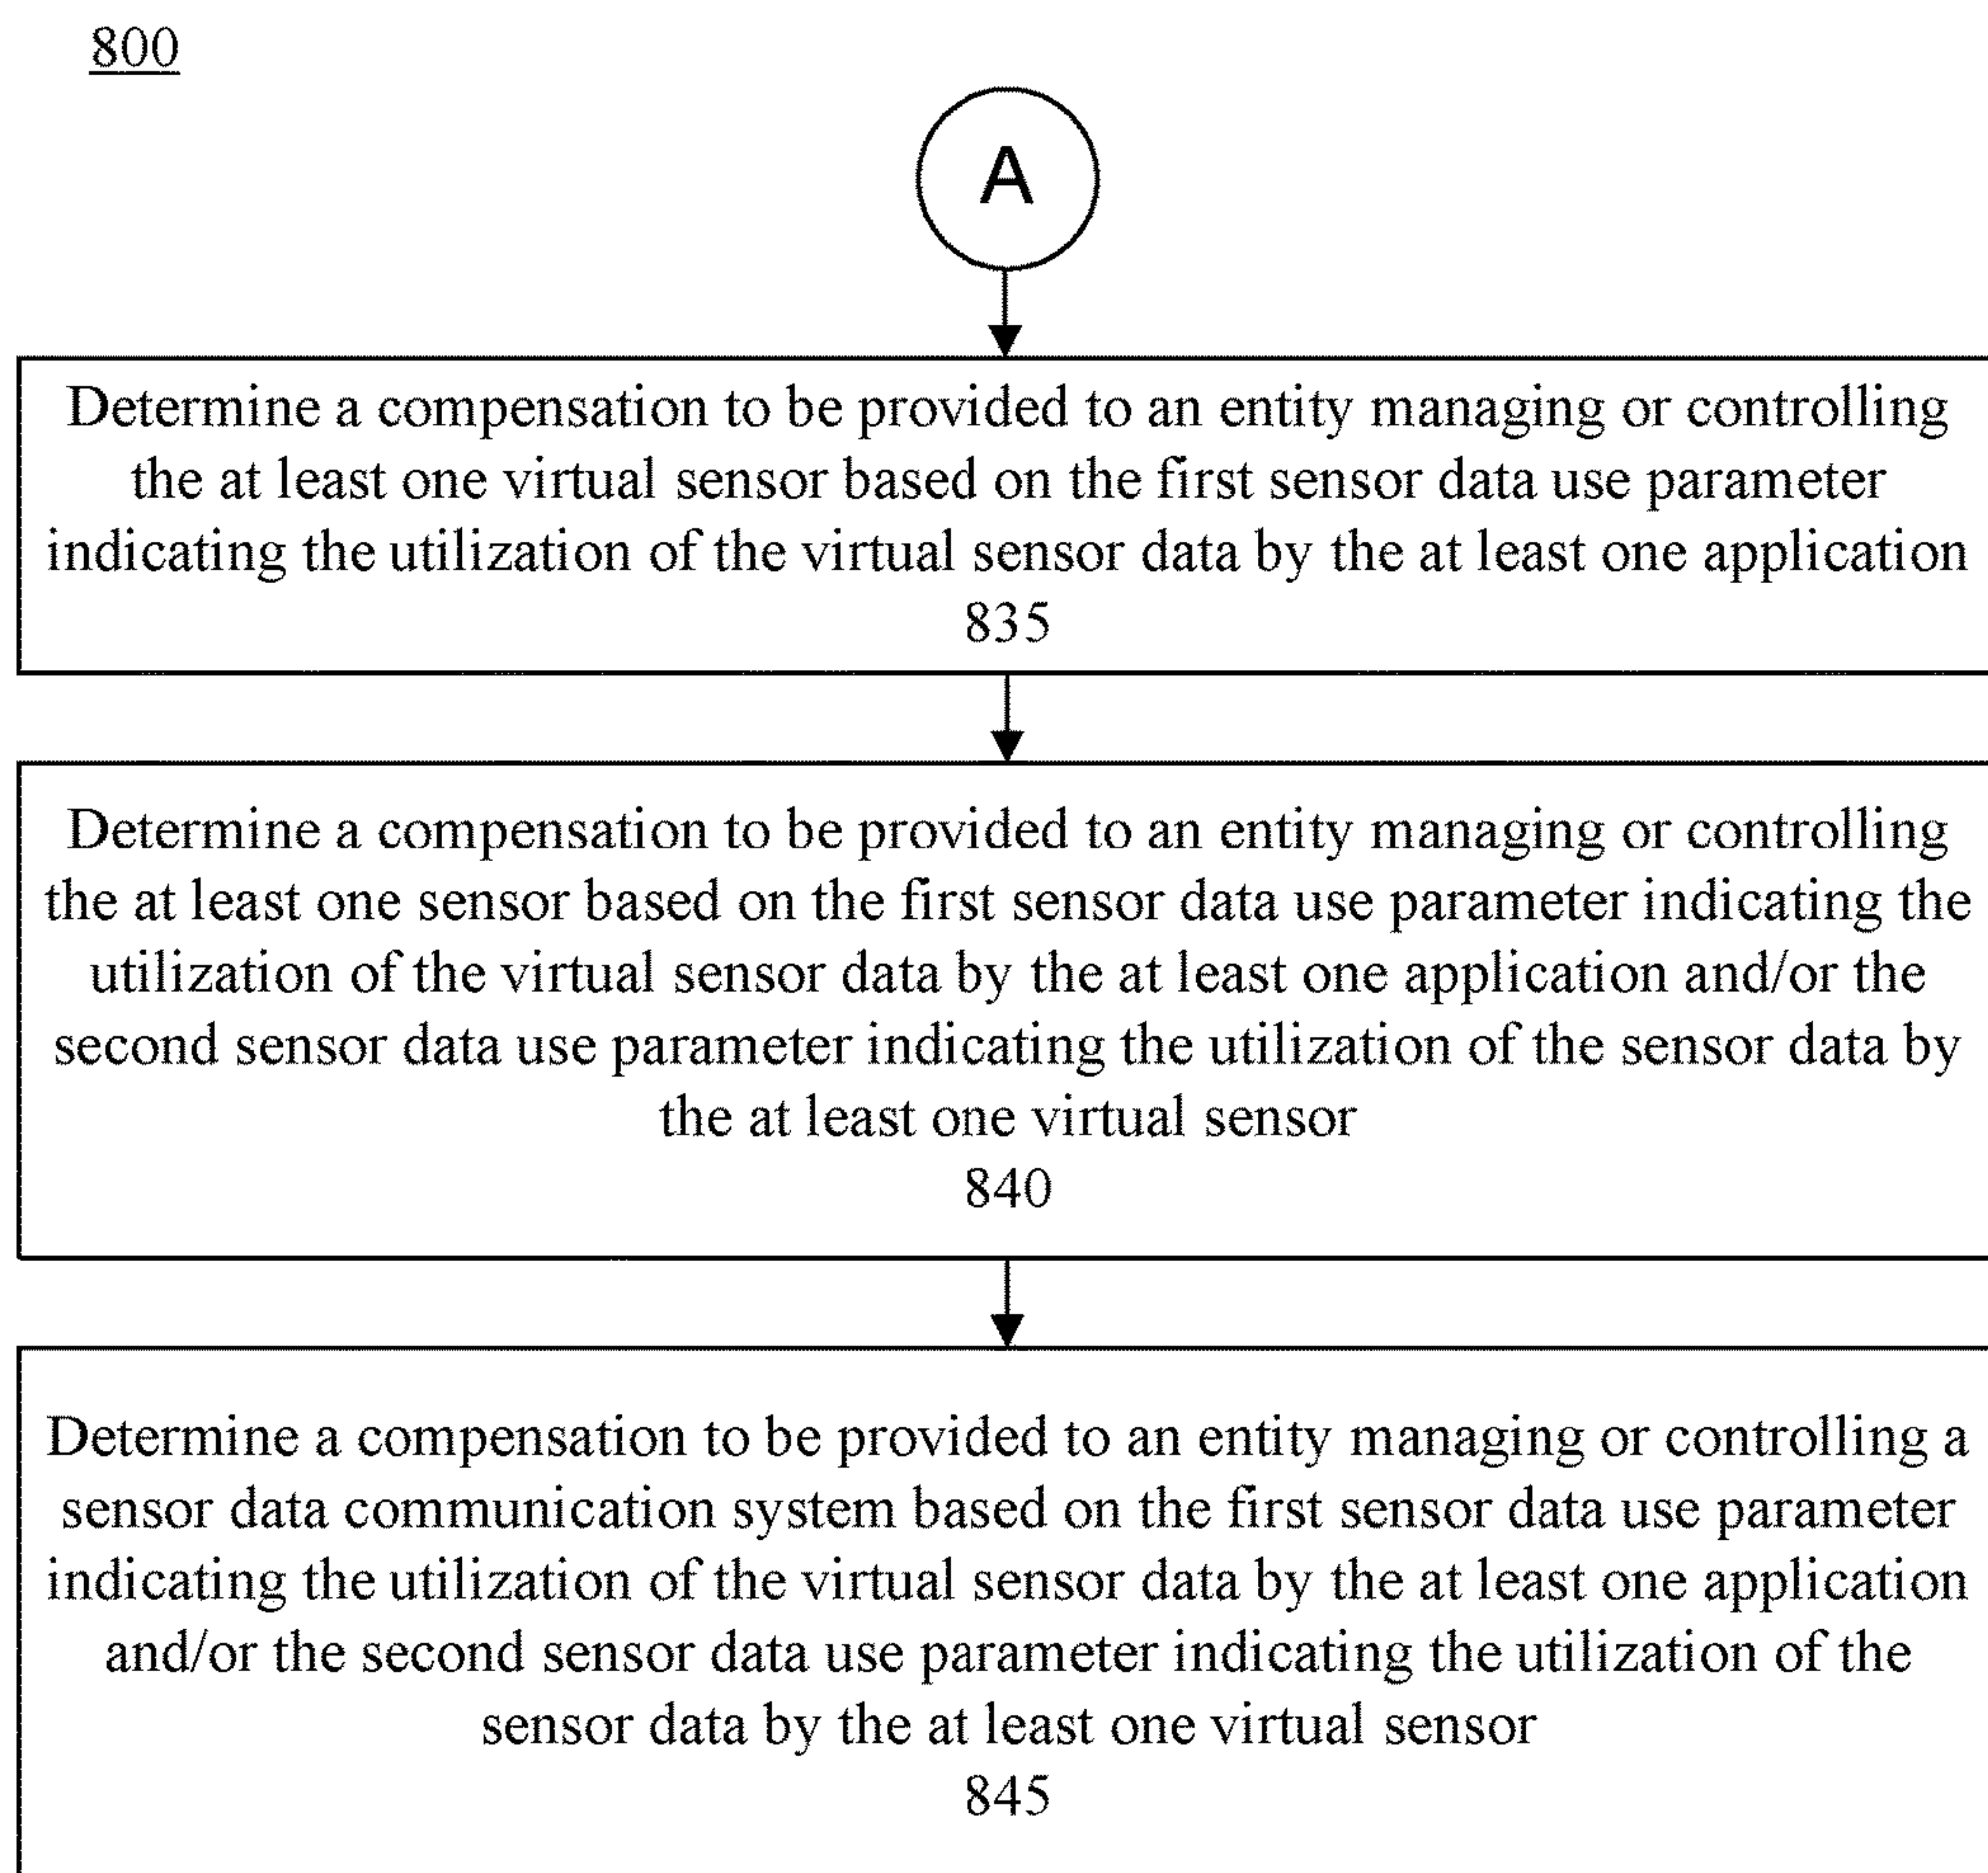 800
A
Determine a compensation to be provided to an entity managing or controlling
the at least one virtual sensor based on the first sensor data use parameter
indicating the utilization of the virtual sensor data by the at least one application
835
Determine a compensation to be provided to an entity managing or controlling
the at least one sensor based on the first sensor data use parameter indicating the
utilization of the virtual sensor data by the at least one application and/or the
second sensor data use parameter indicating the utilization of the sensor data by
the at least one virtual sensor
840
Determine a compensation to be provided to an entity managing or controlling a
sensor data communication system based on the first sensor data use parameter
indicating the utilization of the virtual sensor data by the at least one application
and/or the second sensor data use parameter indicating the utilization of the
sensor data by the at least one virtual sensor
845